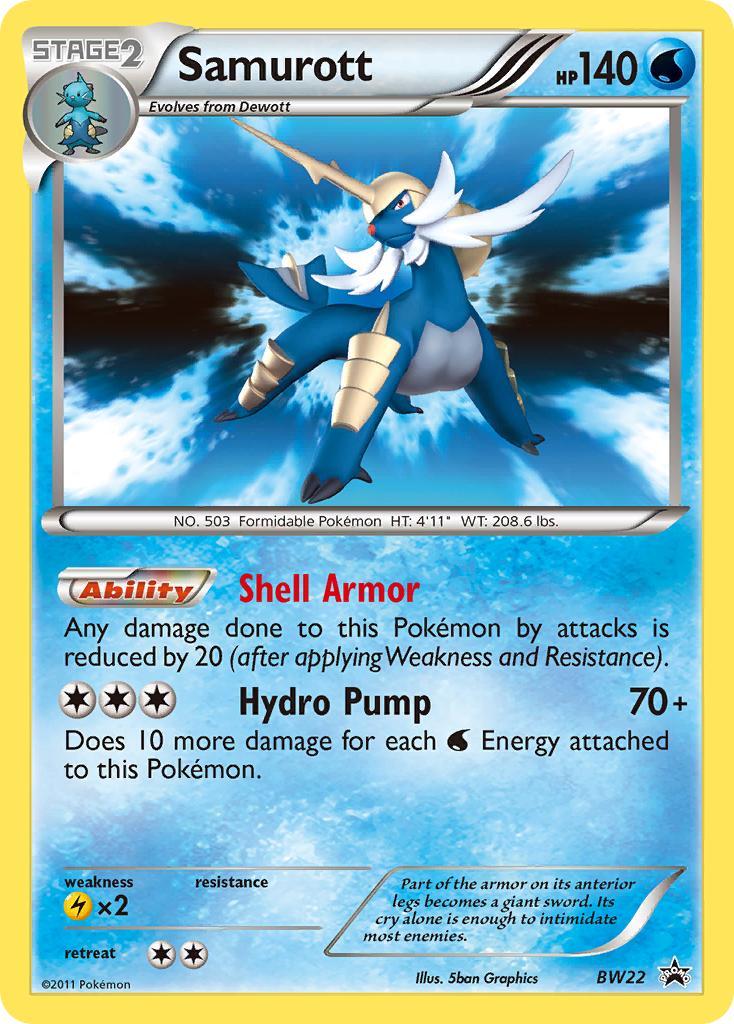 STAGE2
Samurott
HP140
Evolves from Dewott
NO. 503 Formidable Pokémon HT: 4'11" WT: 208.6 lbs.
Ability Shell Armor
Any damage done to this Pokémon by attacks is
reduced by 20 (after applying Weakness and Resistance).
Hydro Pump 70+
Does 10 more damage for each Energy attached
to this Pokémon.
weakness resistance
×2
Part of the armor on its anterior
legs becomes a giant sword. Its
cry alone is enough to intimidate
most enemies.
retreat
©2011 Pokémon
Illus. 5ban Graphics
BW22
PROMO